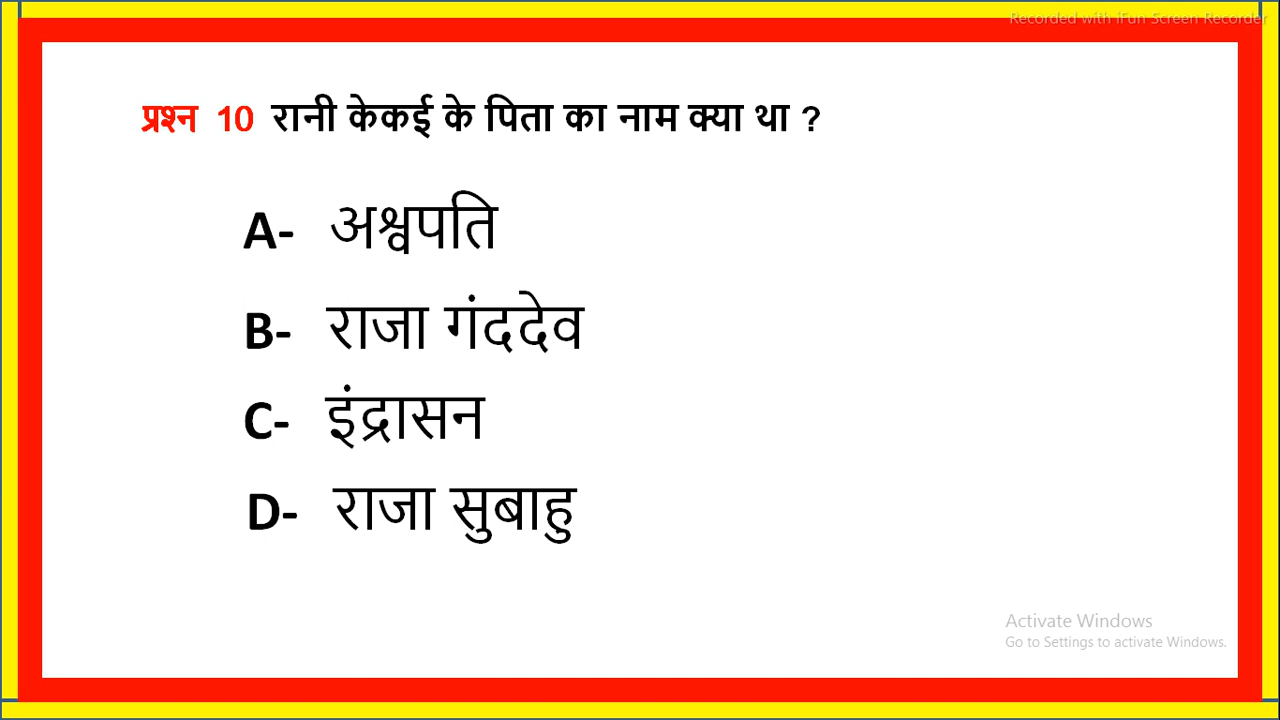 Recorded with iFun Screen Recorder
प्रश्न 10 रानी केकई के पिता का नाम क्या था ?
A- अश्वपति
B- राजा गंददेव
C- इंद्रासन
D- राजा सुबाहु
Activate Windows
Go to Settings to activate Windows.